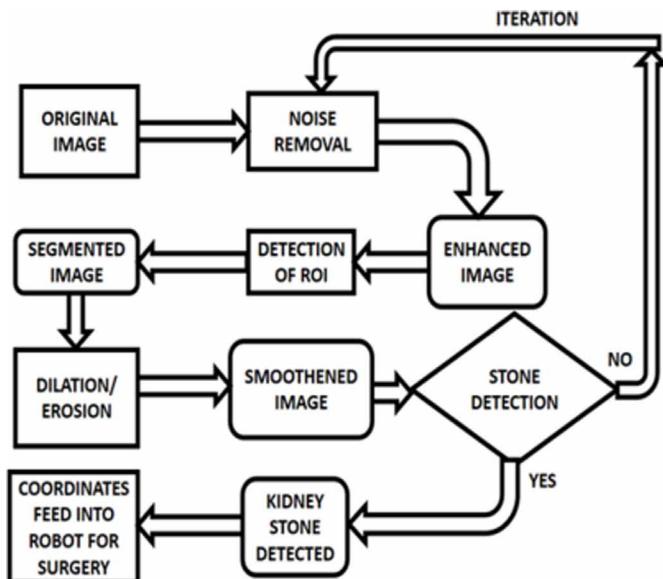 ITERATION
ORIGINAL
IMAGE
NOISE
REMOVAL
SEGMENTED
IMAGE
DETECTION
OF ROI
ENHANCED
IMAGE
DILATION/
EROSION
SMOOTHENED
IMAGE
STONE
DETECTION
NO
YES
COORDINATES
FEED INTO
ROBOT FOR
SURGERY
KIDNEY
STONE
DETECTED